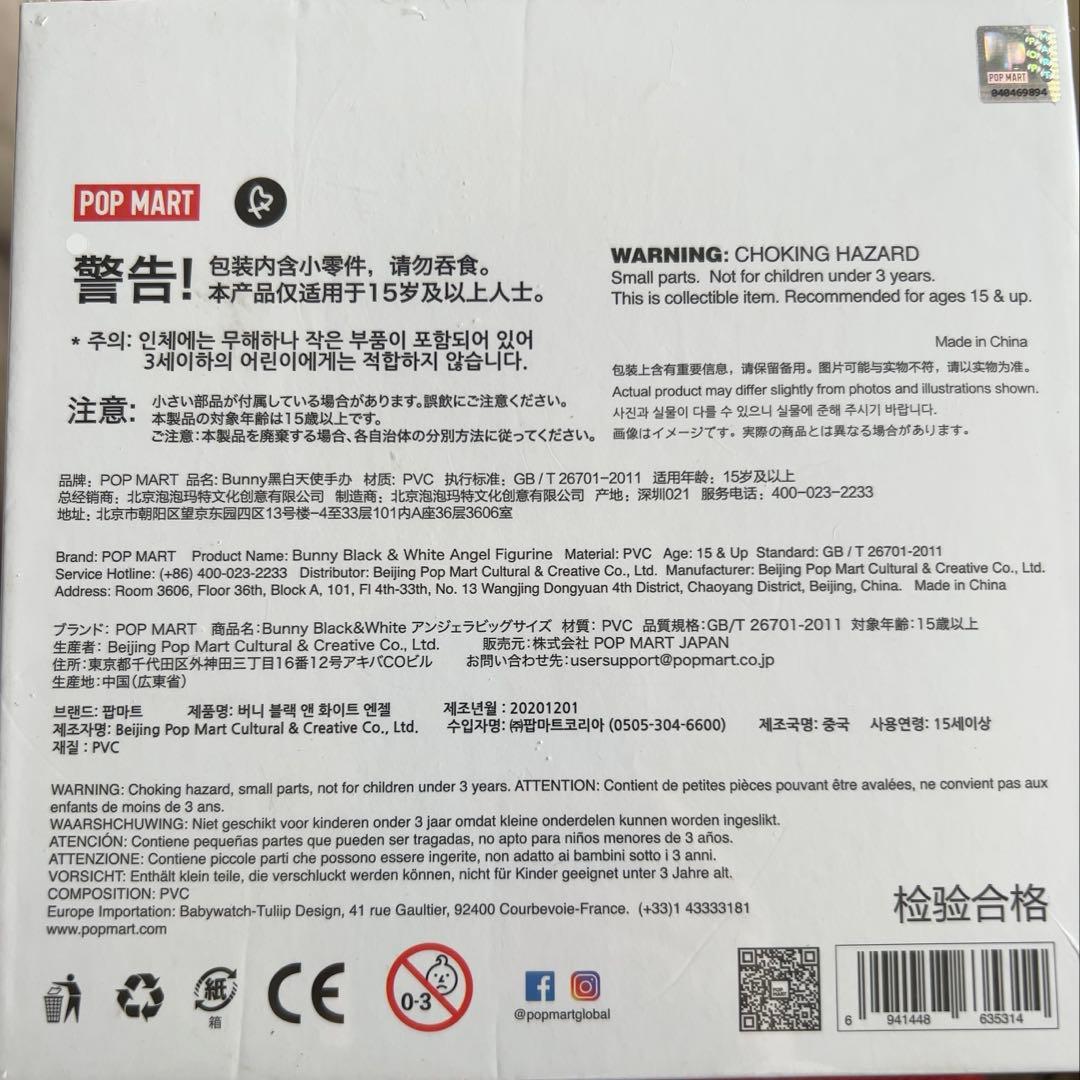 POP MART
040469894
POP MART
警告! 包装内含小零件，请勿吞食。
本产品仅适用于15岁及以上人士。
WARNING: CHOKING HAZARD
Small parts. Not for children under 3 years.
This is collectible item. Recommended for ages 15 & up.
* 주의: 인체에는 무해하나 작은 부품이 포함되어 있어
3세이하의 어린이에게는 적합하지 않습니다.
Made in China
包装上含有重要信息，请保留备用。图片可能与实物不符，请以实物为准。
Actual product may differ slightly from photos and illustrations shown.
사진과 실물이 다를 수 있으니 실물에 준해 주시기 바랍니다.
画像はイメージです。実際の商品とは異なる場合があります。
注意: 小さい部品が付属している場合があります。誤飲にご注意ください。
本製品の対象年齢は15歳以上です。
ご注意:本製品を廃棄する場合、各自治体の分別方法に従ってください。
品牌：POP MART 品名：Bunny黑白天使手办 材质：PVC 执行标准：GB / T 26701-2011 适用年龄：15岁及以上
总经销商：北京泡泡玛特文化创意有限公司 制造商：北京泡泡玛特文化创意有限公司 产地：深圳021 服务电话：400-023-2233
地址：北京市朝阳区望京东园四区13号楼-4至33层101内A座36层3606室
Brand: POP MART Product Name: Bunny Black & White Angel Figurine Material: PVC Age: 15 & Up Standard: GB / T 26701-2011
Service Hotline: (+86) 400-023-2233 Distributor: Beijing Pop Mart Cultural & Creative Co., Ltd. Manufacturer: Beijing Pop Mart Cultural & Creative Co., Ltd.
Address: Room 3606, Floor 36th, Block A, 101, Fl 4th-33th, No. 13 Wangjing Dongyuan 4th District, Chaoyang District, Beijing, China. Made in China
ブランド：POP MART 商品名：Bunny Black&White アンジェラビッグサイズ 材質：PVC 品質規格：GB/T 26701-2011 対象年齢：15歳以上
生産者：Beijing Pop Mart Cultural & Creative Co., Ltd. 販売元：株式会社 POP MART JAPAN
住所：東京都千代田区外神田三丁目16番12号アキバCOビル お問い合わせ先：usersupport@popmart.co.jp
生産地：中国（広東省）
브랜드: 팝마트 제품명: 버니 블랙 앤 화이트 엔젤 제조년월 : 20201201
제조자명: Beijing Pop Mart Cultural & Creative Co., Ltd. 수입자명: ㈜팝마트코리아 (0505-304-6600) 제조국명: 중국 사용연령: 15세이상
재질 : PVC
WARNING: Choking hazard, small parts, not for children under 3 years. ATTENTION: Contient de petites pièces pouvant être avalées, ne convient pas aux
enfants de moins de 3 ans.
WAARSHCHUWING: Niet geschikt voor kinderen onder 3 jaar omdat kleine onderdelen kunnen worden ingeslikt.
ATENCIÓN: Contiene pequeñas partes que pueden ser tragadas, no apto para niños menores de 3 años.
ATTENZIONE: Contiene piccole parti che possono essere ingerite, non adatto ai bambini sotto i 3 anni.
VORSICHT: Enthält klein teile, die verschluckt werden können, nicht für Kinder geeignet unter 3 Jahre alt.
COMPOSITION: PVC
Europe Importation: Babywatch-Tuliip Design, 41 rue Gaultier, 92400 Courbevoie-France. (+33)1 43333181
www.popmart.com
检验合格
紙
箱
CE
0-3
@popmartglobal
POP MART
6 941448 635314